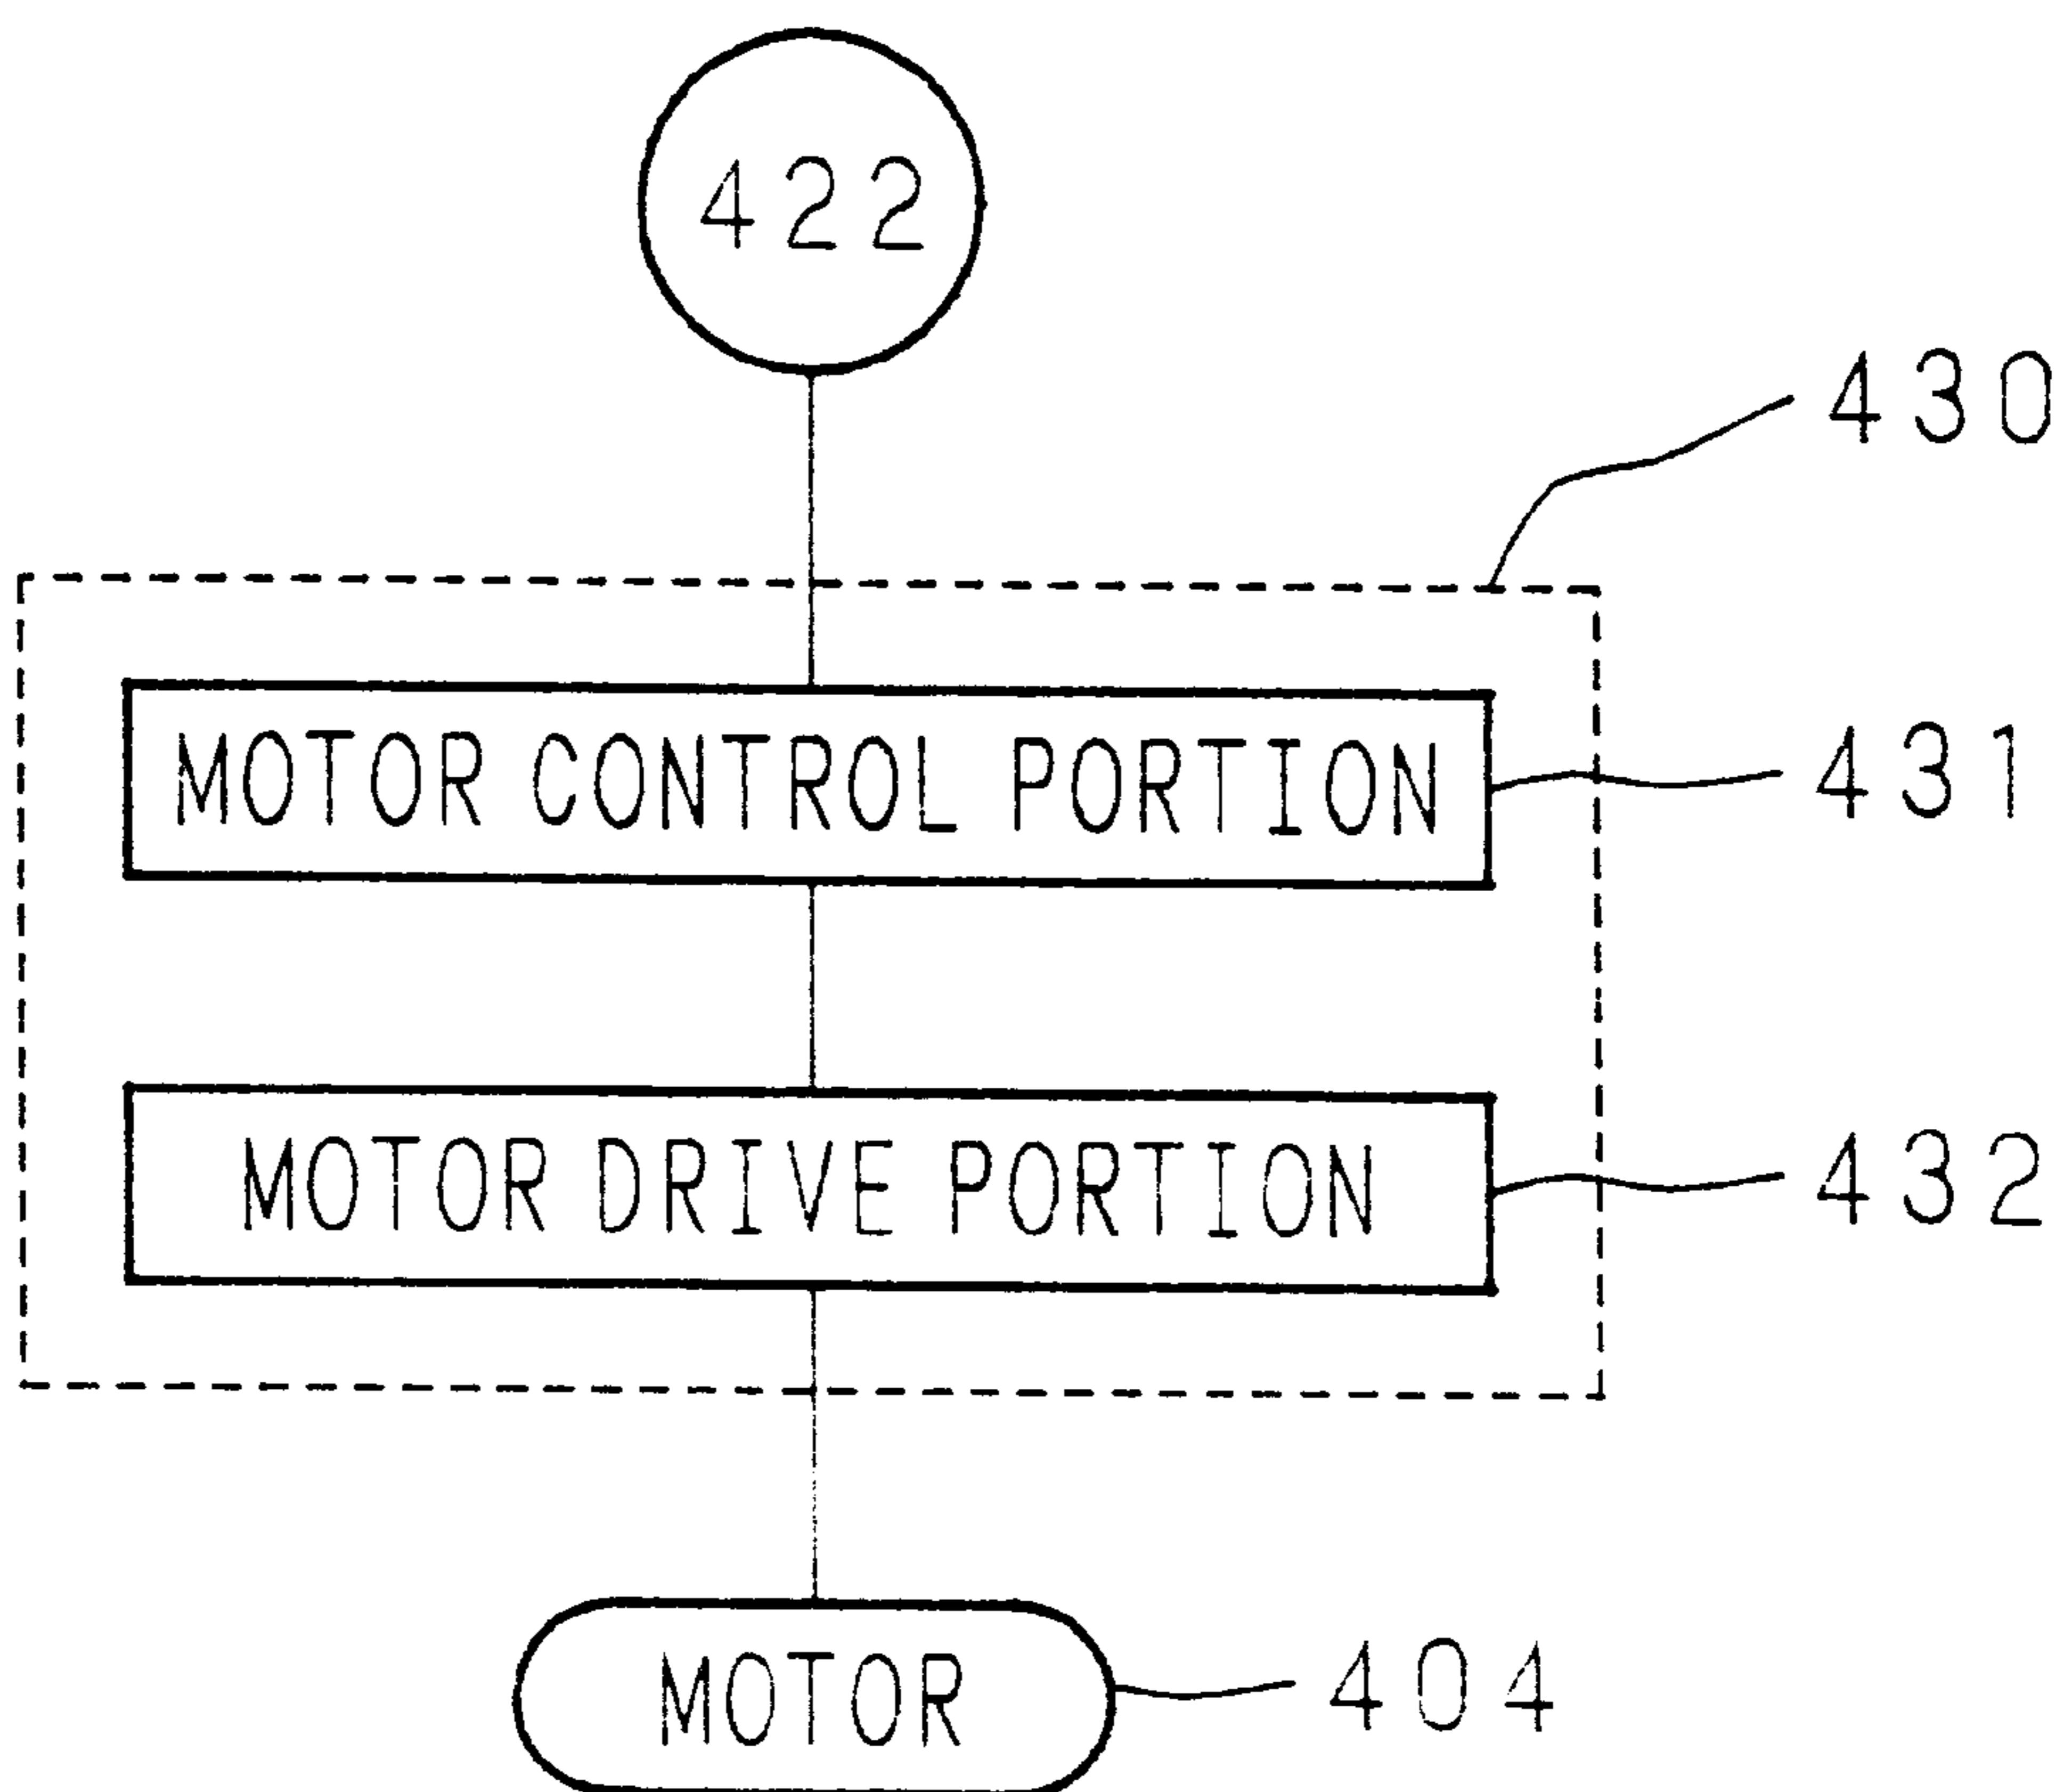 422
430
MOTOR CONTROL PORTION
431
MOTOR DRIVE PORTION
432
MOTOR
404